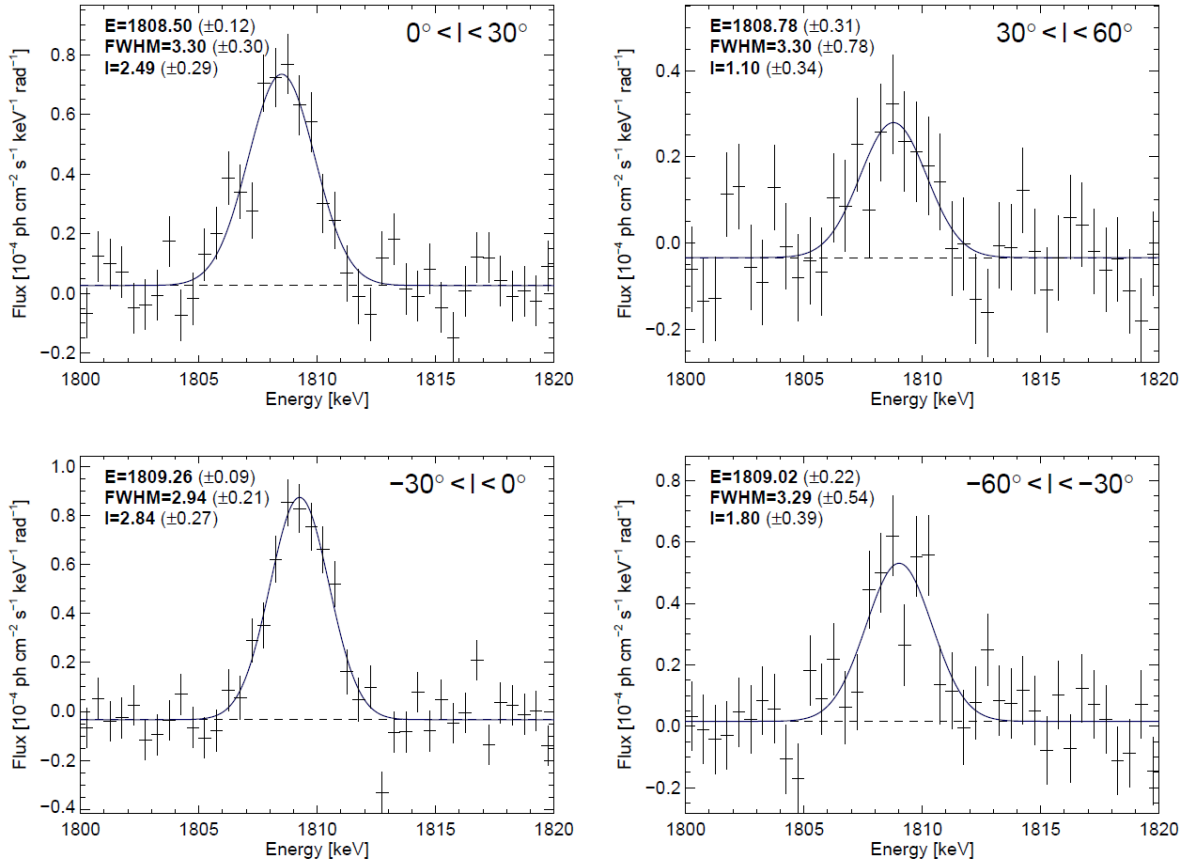 E=1808.50 (±0.12)
FWHM=3.30 (±0.30)
I=2.49 (±0.29)
0° < l < 30°
0.8
0.6
0.4
0.2
0.0
−0.2
Flux [10⁻⁴ ph cm⁻² s⁻¹ keV⁻¹ rad⁻¹]
1800 1805 1810 1815 1820
Energy [keV]
E=1808.78 (±0.31)
FWHM=3.30 (±0.78)
I=1.10 (±0.34)
30° < l < 60°
0.4
0.2
0.0
−0.2
Flux [10⁻⁴ ph cm⁻² s⁻¹ keV⁻¹ rad⁻¹]
1800 1805 1810 1815 1820
Energy [keV]
E=1809.26 (±0.09)
FWHM=2.94 (±0.21)
I=2.84 (±0.27)
−30° < l < 0°
1.0
0.8
0.6
0.4
0.2
0.0
−0.2
−0.4
Flux [10⁻⁴ ph cm⁻² s⁻¹ keV⁻¹ rad⁻¹]
1800 1805 1810 1815 1820
Energy [keV]
E=1809.02 (±0.22)
FWHM=3.29 (±0.54)
I=1.80 (±0.39)
−60° < l < −30°
0.8
0.6
0.4
0.2
0.0
−0.2
Flux [10⁻⁴ ph cm⁻² s⁻¹ keV⁻¹ rad⁻¹]
1800 1805 1810 1815 1820
Energy [keV]